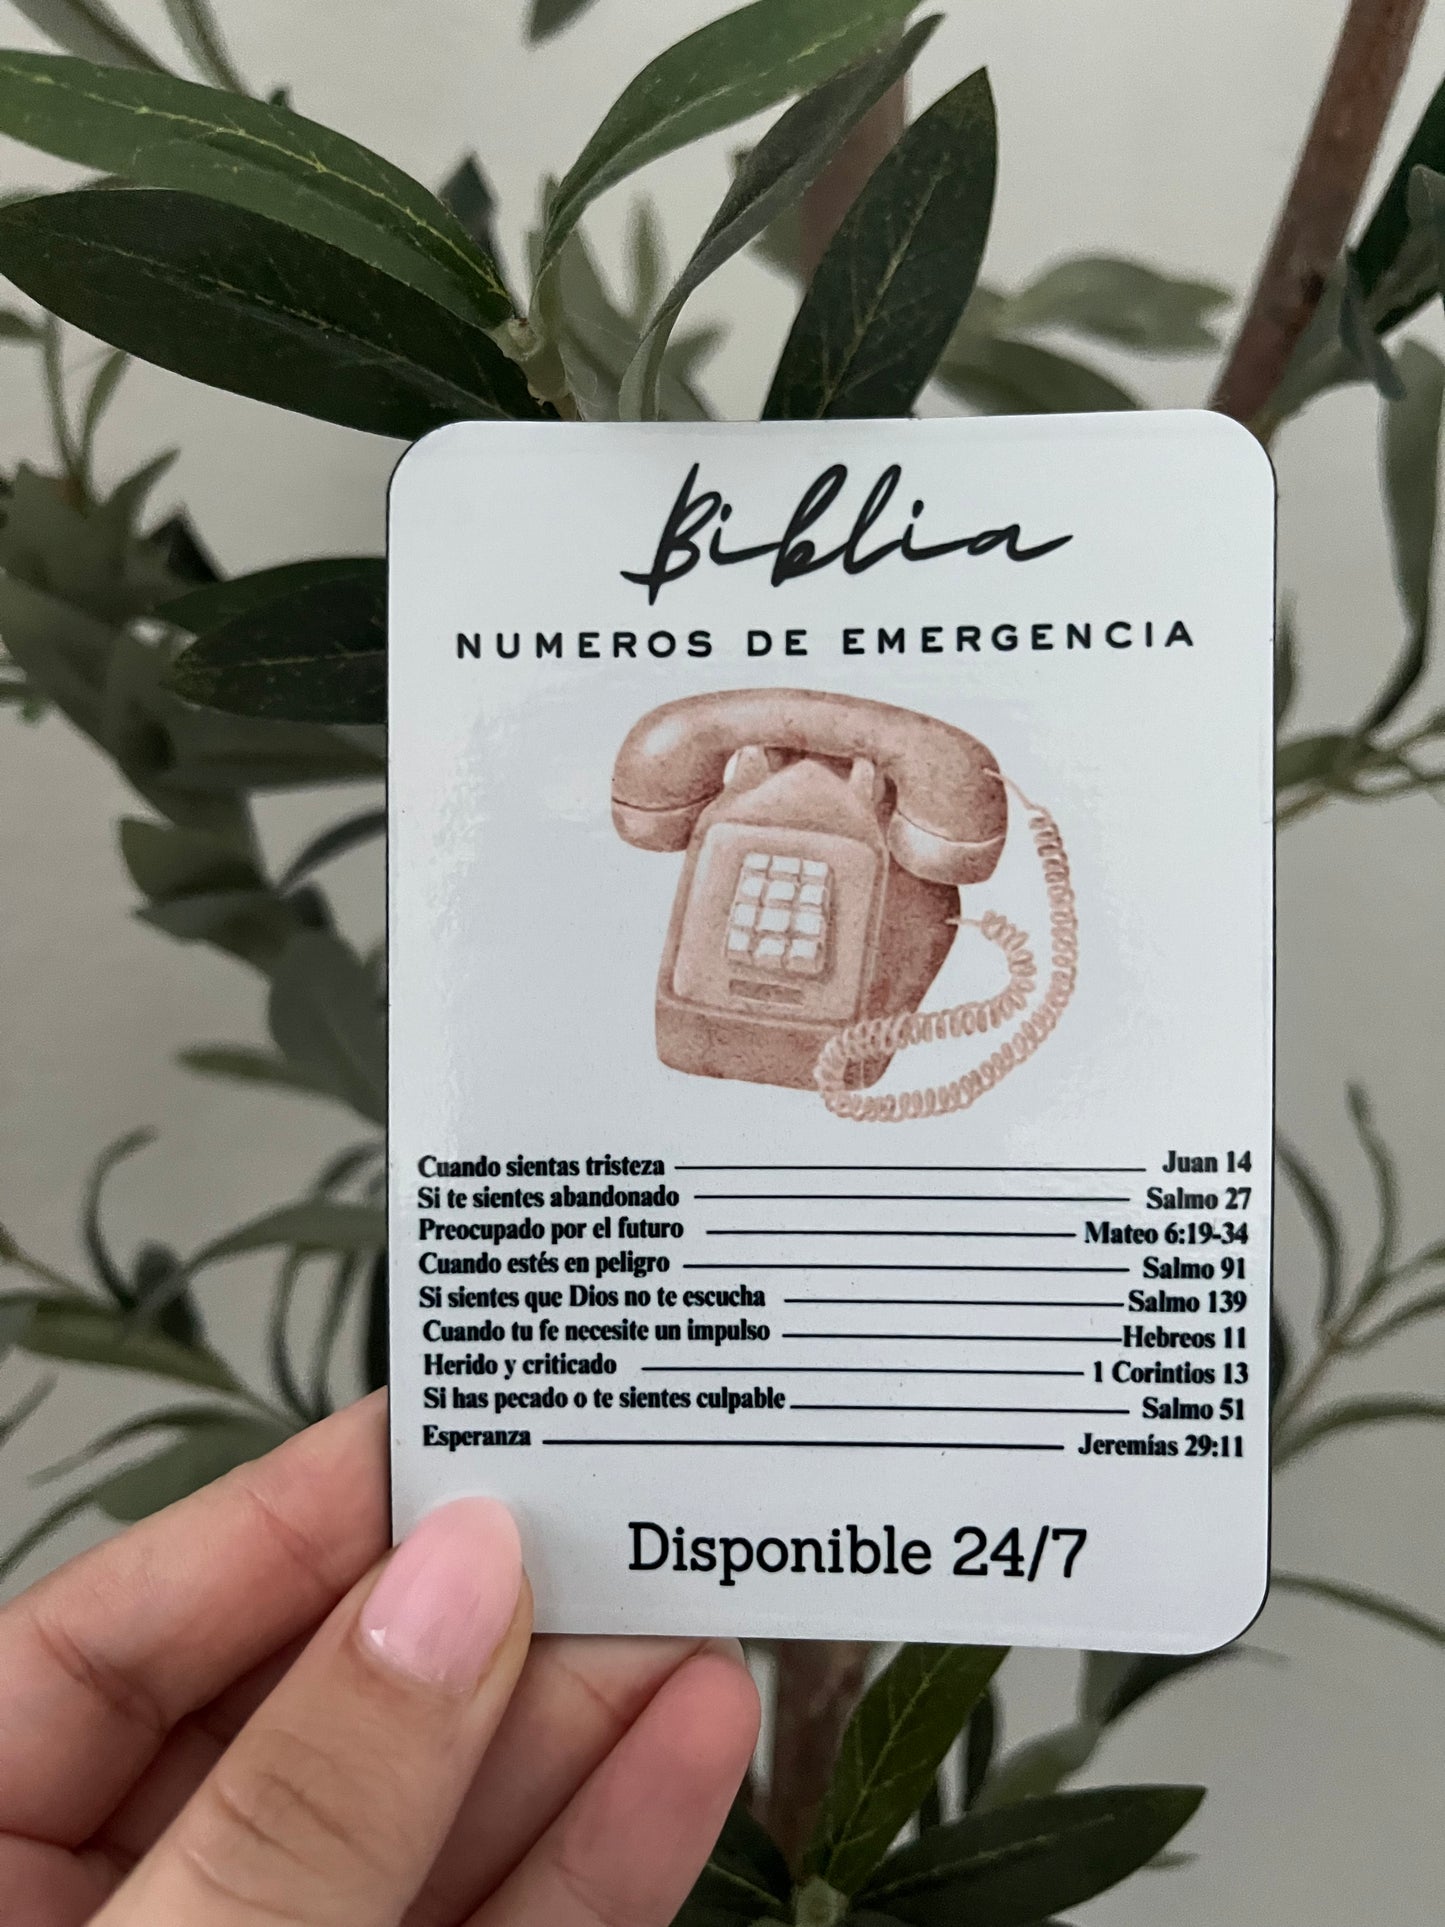 Biblia
NUMEROS DE EMERGENCIA
Cuando sientas tristeza Juan 14
Si te sientes abandonado Salmo 27
Preocupado por el futuro Mateo 6:19-34
Cuando estés en peligro Salmo 91
Si sientes que Dios no te escucha Salmo 139
Cuando tu fe necesite un impulso Hebreos 11
Herido y criticado 1 Corintios 13
Si has pecado o te sientes culpable Salmo 51
Esperanza Jeremías 29:11
Disponible 24/7